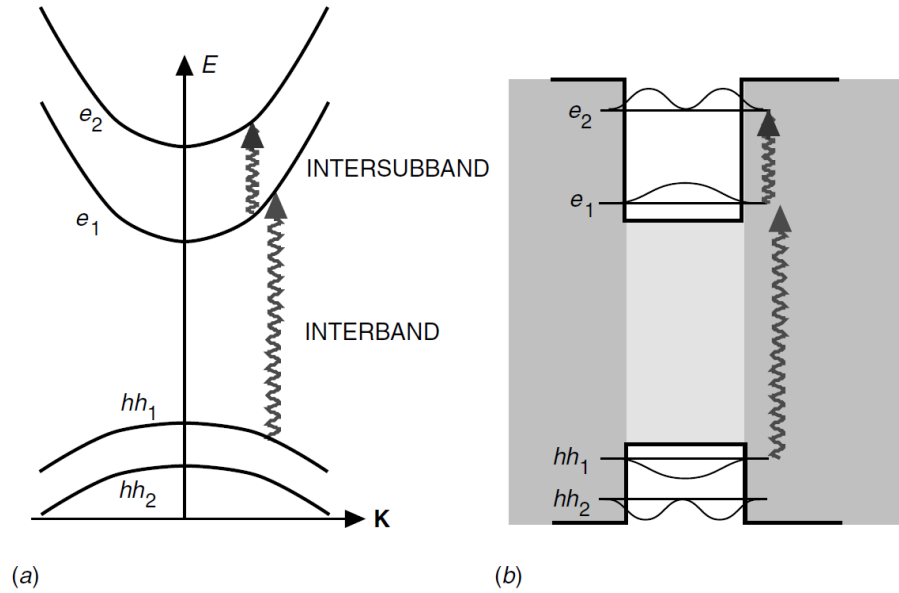 E
e2
INTERSUBBAND
e1
INTERBAND
hh1
hh2
K
(a)
e2
e1
hh1
hh2
(b)